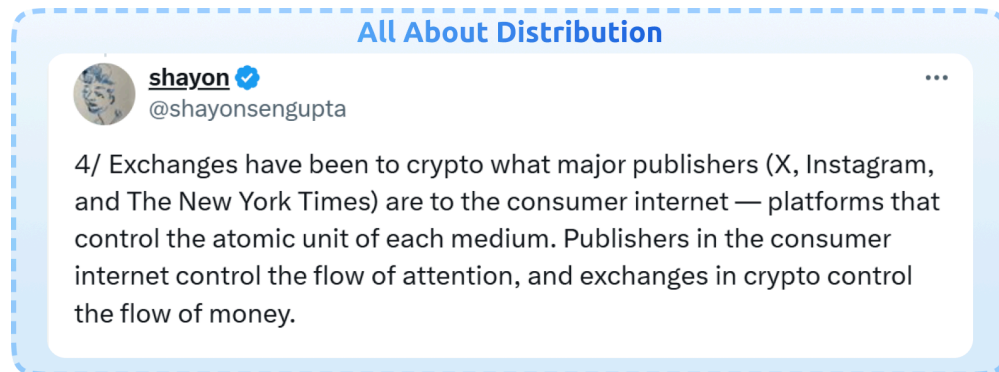 All About Distribution
shayon
@shayonsengupta
4/ Exchanges have been to crypto what major publishers (X, Instagram,
and The New York Times) are to the consumer internet — platforms that
control the atomic unit of each medium. Publishers in the consumer
internet control the flow of attention, and exchanges in crypto control
the flow of money.